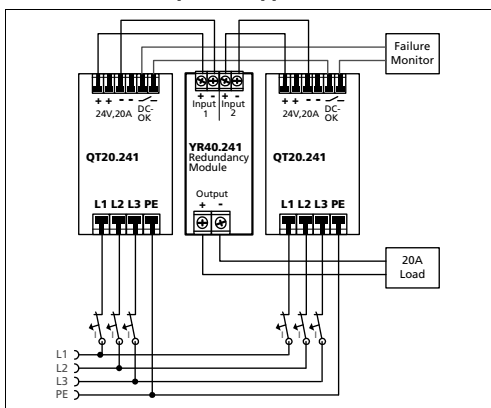 Failure
Monitor
+ + - - DC-
OK
24V,20A
QT20.241
L1 L2 L3 PE
+ - + -
Input Input
1 2
YR40.241
Redundancy
Module
Output
+ -
+ + - - DC-
OK
24V,20A
QT20.241
L1 L2 L3 PE
20A
Load
I I I
I I I
L1
L2
L3
PE